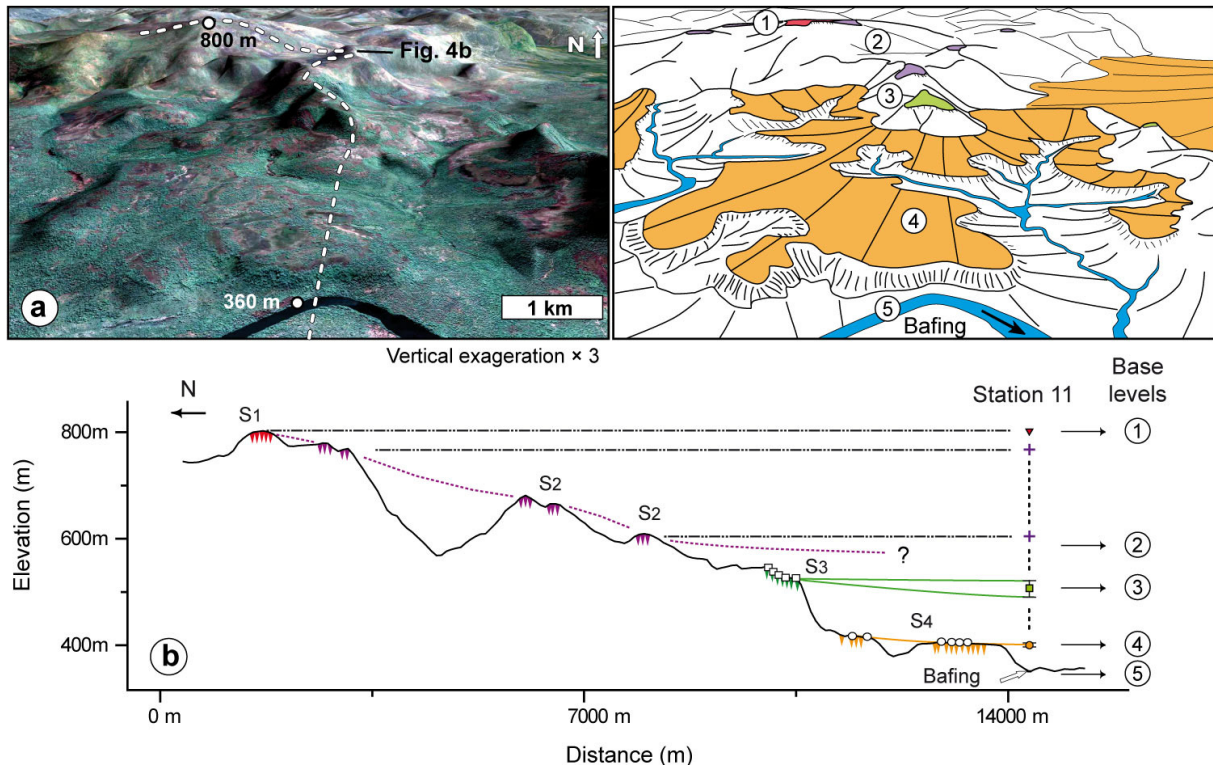 800 m
Fig. 4b
N
360 m
a
1 km
Vertical exageration × 3
1
2
3
4
5
Bafing
N
Station 11
Base
levels
S1
S2
S2
S3
S4
?
Bafing
1
2
3
4
5
800m
600m
400m
Elevation (m)
b
0 m
7000 m
14000 m
Distance (m)